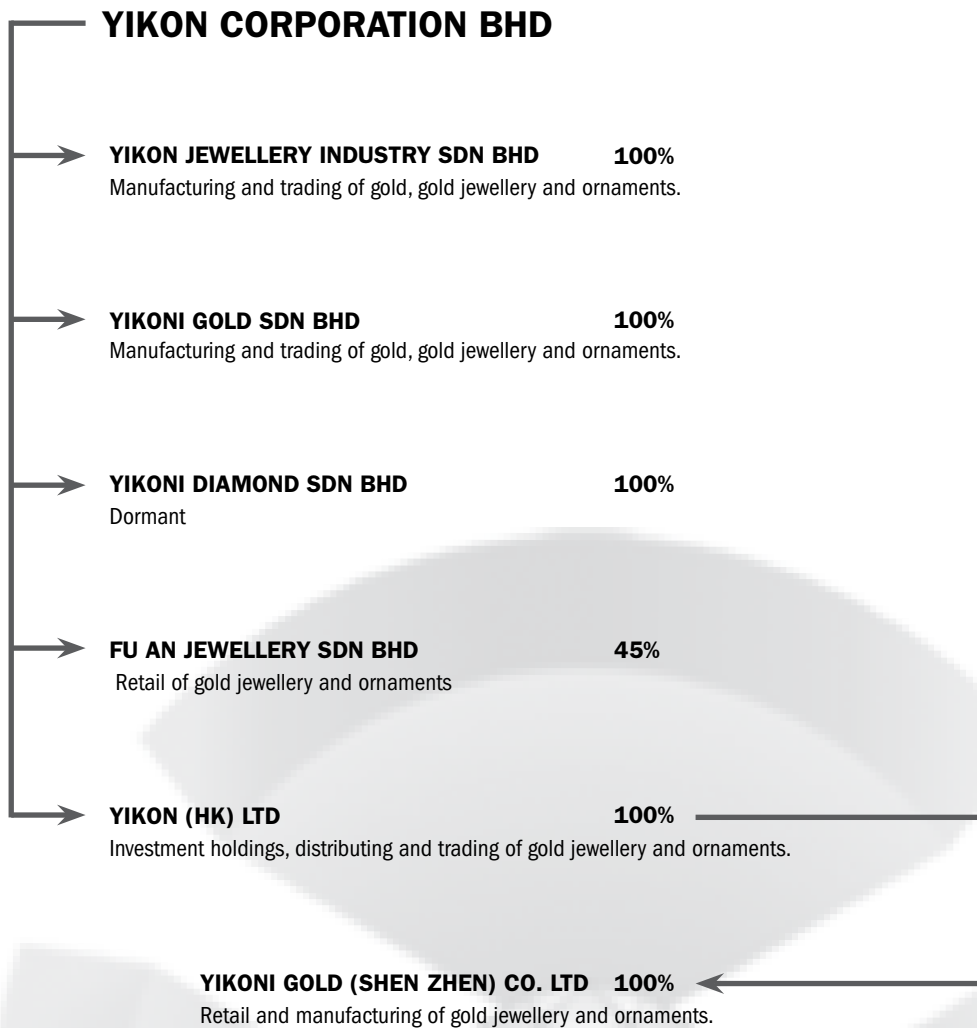 YIKON CORPORATION BHD
YIKON JEWELLERY INDUSTRY SDN BHD 100%
Manufacturing and trading of gold, gold jewellery and ornaments.
YIKONI GOLD SDN BHD 100%
Manufacturing and trading of gold, gold jewellery and ornaments.
YIKONI DIAMOND SDN BHD 100%
Dormant
FU AN JEWELLERY SDN BHD 45%
Retail of gold jewellery and ornaments
YIKON (HK) LTD 100%
Investment holdings, distributing and trading of gold jewellery and ornaments.
YIKONI GOLD (SHEN ZHEN) CO. LTD 100%
Retail and manufacturing of gold jewellery and ornaments.